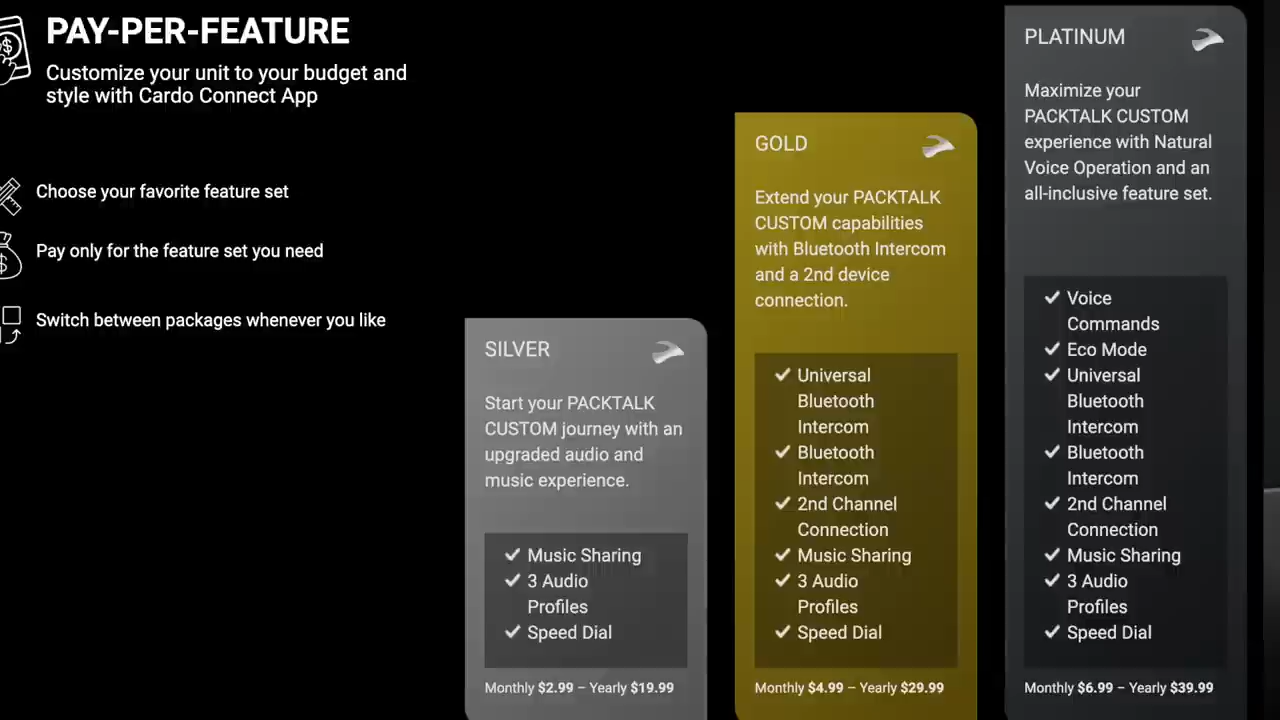 PAY-PER-FEATURE
Customize your unit to your budget and
style with Cardo Connect App
Choose your favorite feature set
Pay only for the feature set you need
Switch between packages whenever you like
SILVER
Start your PACKTALK
CUSTOM journey with an
upgraded audio and
music experience.
Music Sharing
3 Audio
Profiles
Speed Dial
Monthly $2.99 – Yearly $19.99
GOLD
Extend your PACKTALK
CUSTOM capabilities
with Bluetooth Intercom
and a 2nd device
connection.
Universal
Bluetooth
Intercom
Bluetooth
Intercom
2nd Channel
Connection
Music Sharing
3 Audio
Profiles
Speed Dial
Monthly $4.99 – Yearly $29.99
PLATINUM
Maximize your
PACKTALK CUSTOM
experience with Natural
Voice Operation and an
all-inclusive feature set.
Voice
Commands
Eco Mode
Universal
Bluetooth
Intercom
Bluetooth
Intercom
2nd Channel
Connection
Music Sharing
3 Audio
Profiles
Speed Dial
Monthly $6.99 – Yearly $39.99